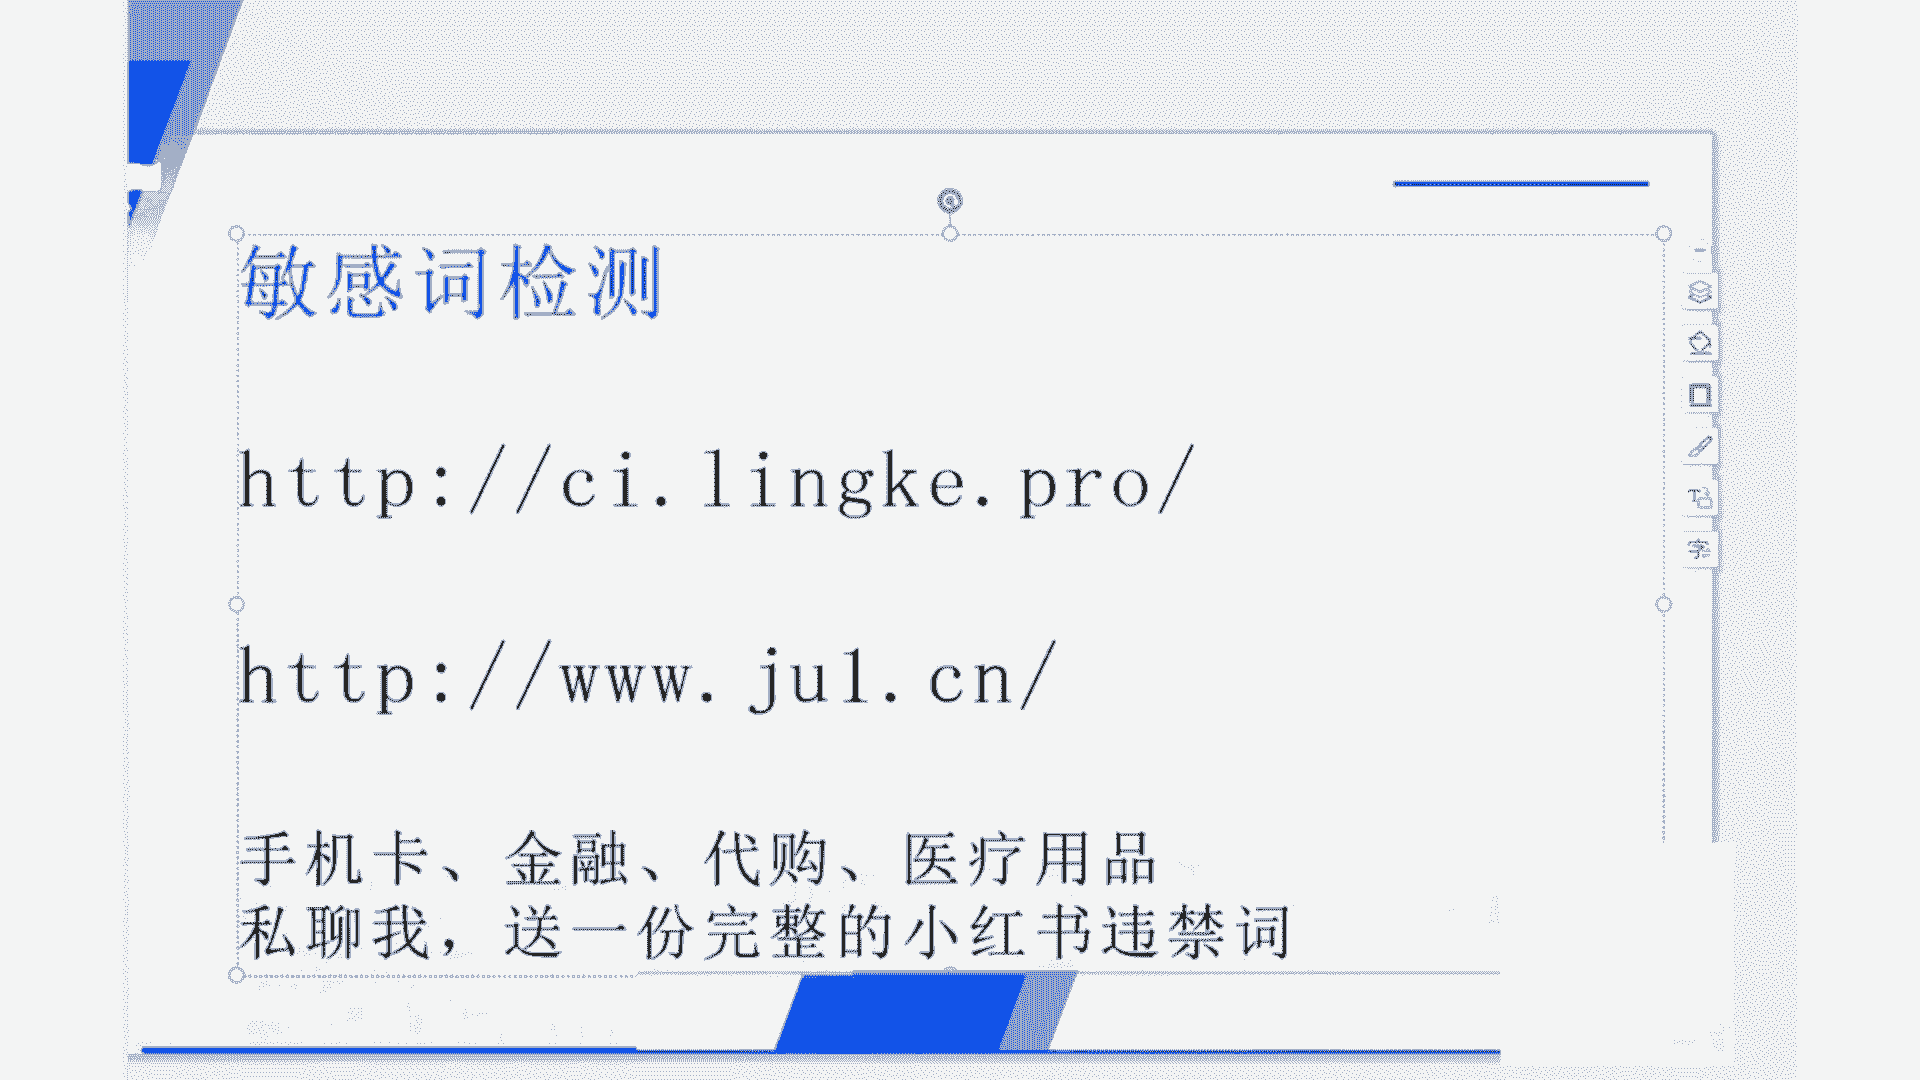 敏感词检测
http://ci.lingke.pro/
http://www.ju1.cn/
手机卡、金融、代购、医疗用品
私聊我，送一份完整的小红书违禁词